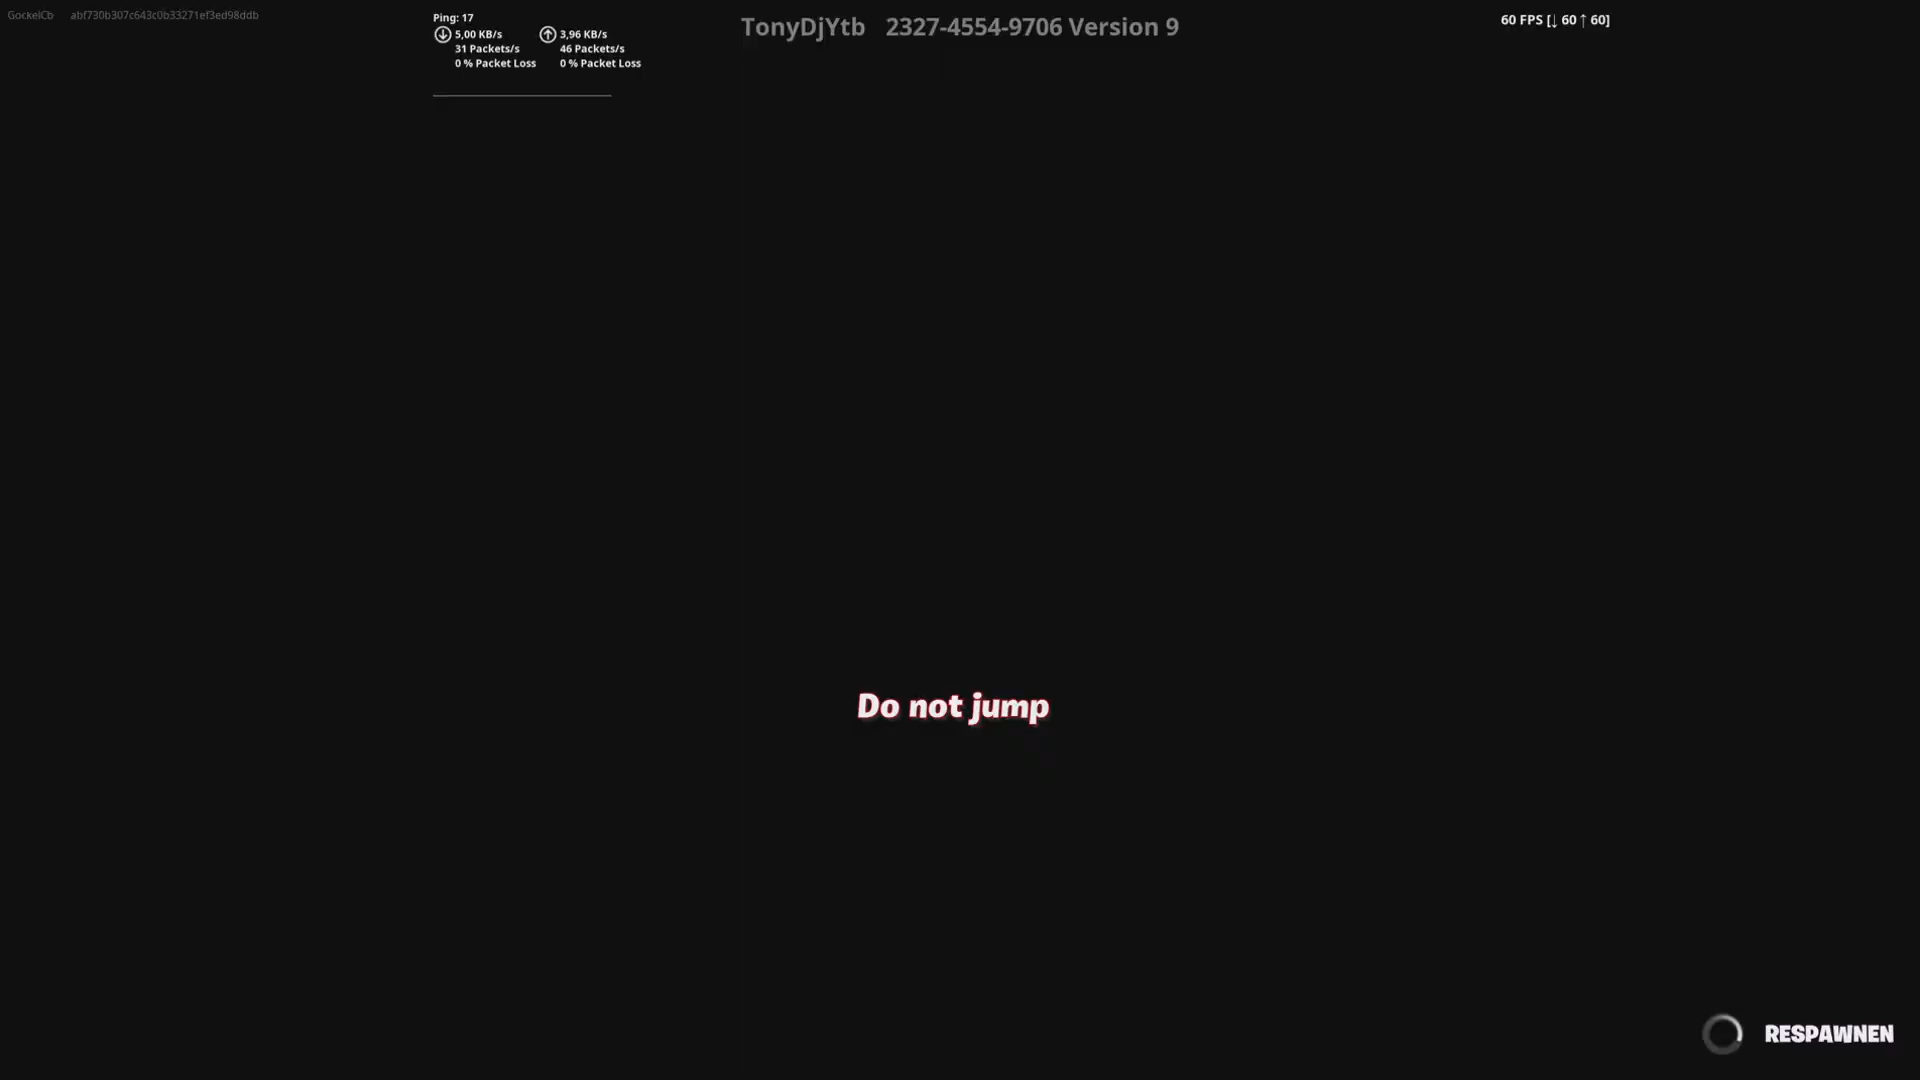 GockelCb abf730b307c643c0b33271ef3ed98ddb
Ping: 17
5,00 KB/s 3,96 KB/s
31 Packets/s 46 Packets/s
0 % Packet Loss 0 % Packet Loss
TonyDjYtb 2327-4554-9706 Version 9
60 FPS [↓ 60 ↑ 60]
Do not jump
RESPAWNEN